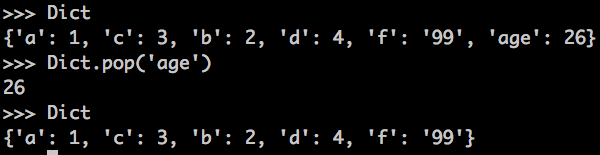 >>> Dict
{'a': 1, 'c': 3, 'b': 2, 'd': 4, 'f': '99', 'age': 26}
>>> Dict.pop('age')
26
>>> Dict
{'a': 1, 'c': 3, 'b': 2, 'd': 4, 'f': '99'}